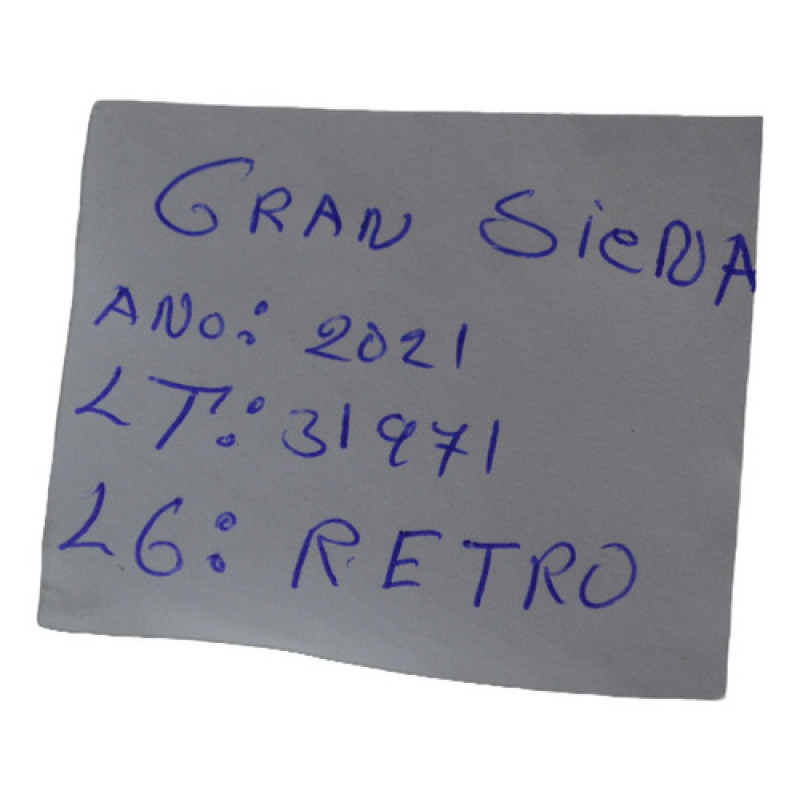 GRAN SieNA
ANO: 2021
LT: 31971
LG: RETRO